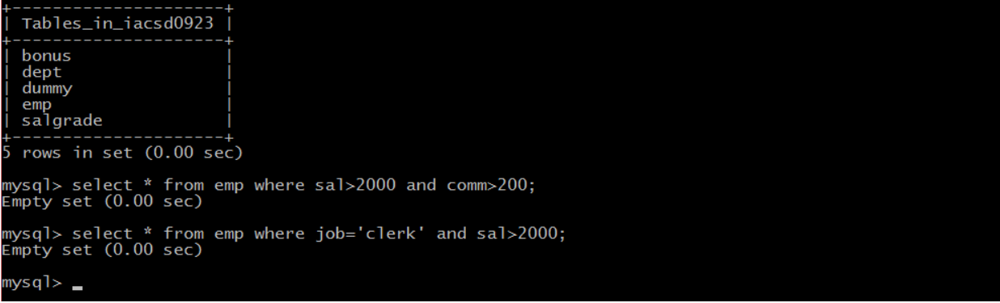 +---------------------+
| Tables_in_iacsd0923 |
+---------------------+
| bonus               |
| dept                |
| dummy               |
| emp                 |
| salgrade            |
+---------------------+
5 rows in set (0.00 sec)
mysql> select * from emp where sal>2000 and comm>200;
Empty set (0.00 sec)
mysql> select * from emp where job='clerk' and sal>2000;
Empty set (0.00 sec)
mysql> _